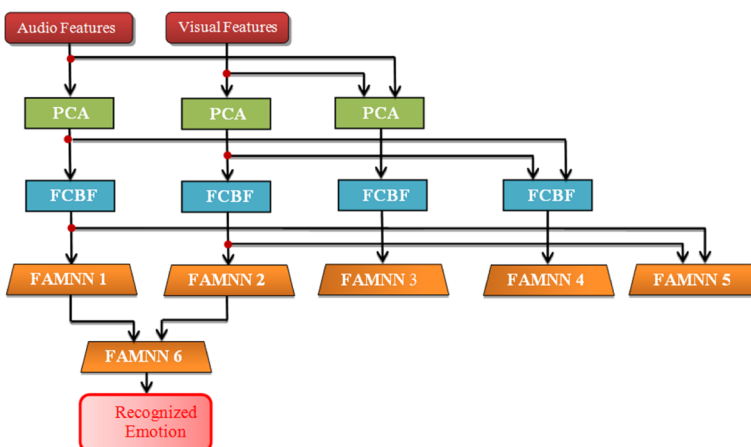 Audio Features
Visual Features
PCA
PCA
PCA
FCBF
FCBF
FCBF
FCBF
FAMNN 1
FAMNN 2
FAMNN 3
FAMNN 4
FAMNN 5
FAMNN 6
Recognized
Emotion